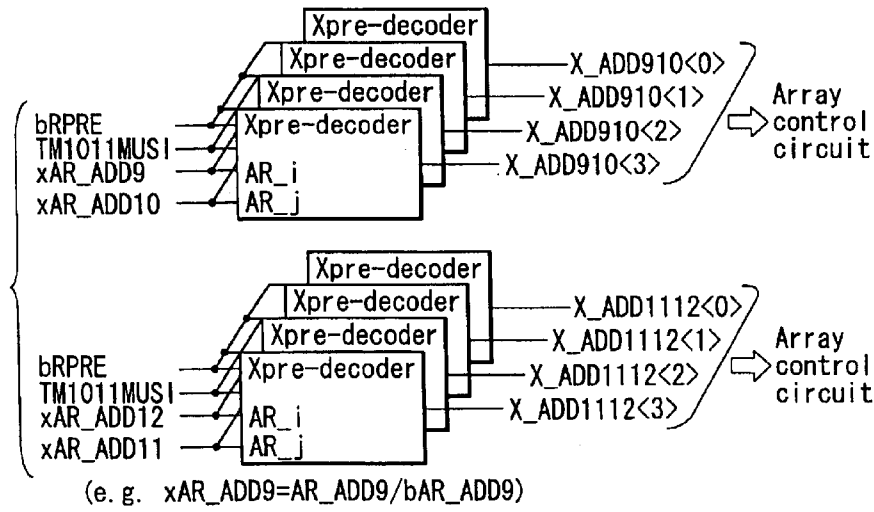 Xpre-decoder
Xpre-decoder
X_ADD910<0>
Xpre-decoder
X_ADD910<1>
Array
bRPRE
Xpre-decoder
X_ADD910<2>
control
TM1011MUSI
X_ADD910<3>
circuit
xAR_ADD9
AR_i
xAR_ADD10
AR_j
Xpre-decoder
Xpre-decoder
X_ADD1112<0>
Xpre-decoder
X_ADD1112<1>
Array
bRPRE
Xpre-decoder
X_ADD1112<2>
control
TM1011MUSI
X_ADD1112<3>
circuit
xAR_ADD12
AR_i
xAR_ADD11
AR_j
(e.g. xAR_ADD9=AR_ADD9/bAR_ADD9)